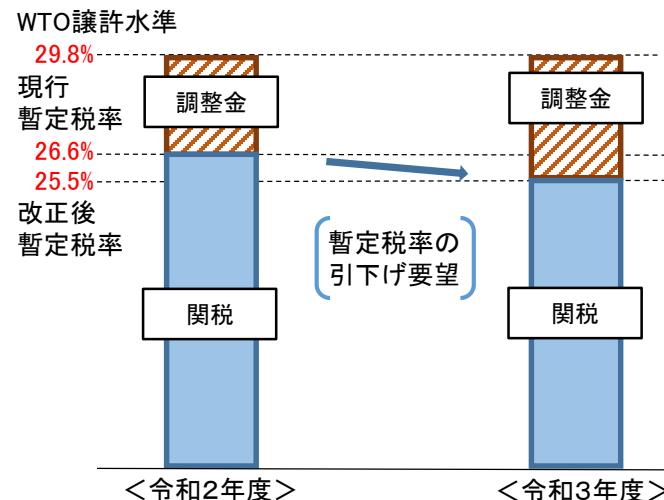 WTO譲許水準
29.8%
現行
暫定税率
26.6%
25.5%
改正後
暫定税率
調整金
関税
暫定税率の
引下げ要望
調整金
関税
＜令和2年度＞
＜令和3年度＞